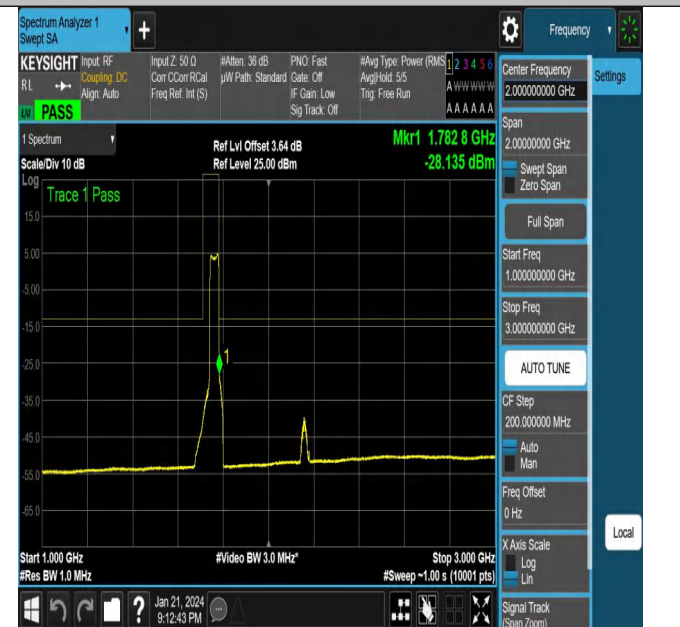 Spectrum Analyzer 1
Swept SA
Frequency
KEYSIGHT
RL
PASS
Input: RF
Coupling: DC
Align: Auto
Input Z: 50 Ω
Corr CCorr RCal
Freq Ref: Int (S)
#Atten: 36 dB
µW Path: Standard
PNO: Fast
Gate: Off
IF Gain: Low
Sig Track: Off
#Avg Type: Power (RMS
Avg|Hold: 5/5
Trig: Free Run
1 2 3 4 5 6
A W W W W W
A A A A A A
1 Spectrum
Scale/Div 10 dB
Log
Ref Lvl Offset 3.64 dB
Ref Level 25.00 dBm
Mkr1 1.782 8 GHz
-28.135 dBm
Trace 1 Pass
15.0
5.00
-5.00
-15.0
-25.0
-35.0
-45.0
-55.0
-65.0
1
Start 1.000 GHz
#Res BW 1.0 MHz
#Video BW 3.0 MHz*
Stop 3.000 GHz
#Sweep ~1.00 s (10001 pts)
Center Frequency
2.000000000 GHz
Settings
Span
2.00000000 GHz
Swept Span
Zero Span
Full Span
Start Freq
1.000000000 GHz
Stop Freq
3.000000000 GHz
AUTO TUNE
CF Step
200.000000 MHz
Auto
Man
Freq Offset
0 Hz
X Axis Scale
Log
Lin
Local
Signal Track
(Span Zoom)
?
Jan 21, 2024
9:12:43 PM